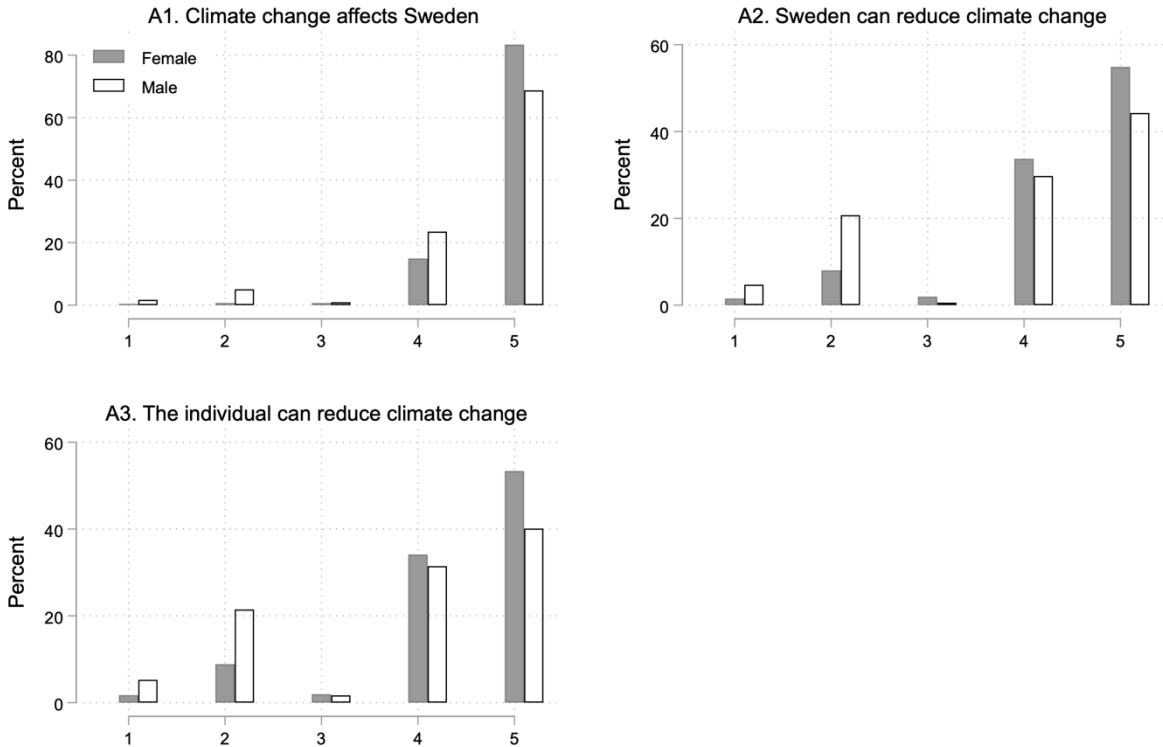 A1. Climate change affects Sweden
Female
Male
Percent
80
60
40
20
0
1 2 3 4 5
A2. Sweden can reduce climate change
Percent
60
40
20
0
1 2 3 4 5
A3. The individual can reduce climate change
Percent
60
40
20
0
1 2 3 4 5